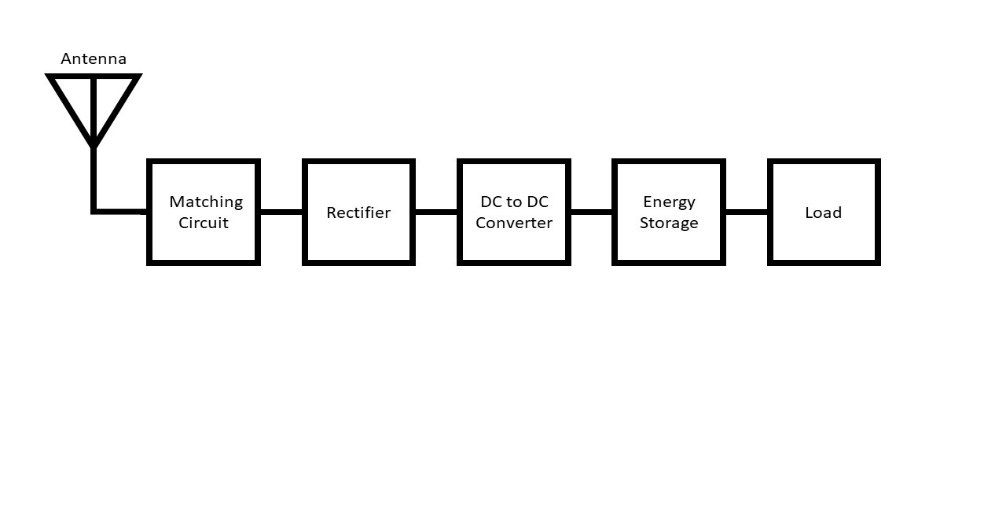 Antenna
Matching
Circuit
Rectifier
DC to DC
Converter
Energy
Storage
Load